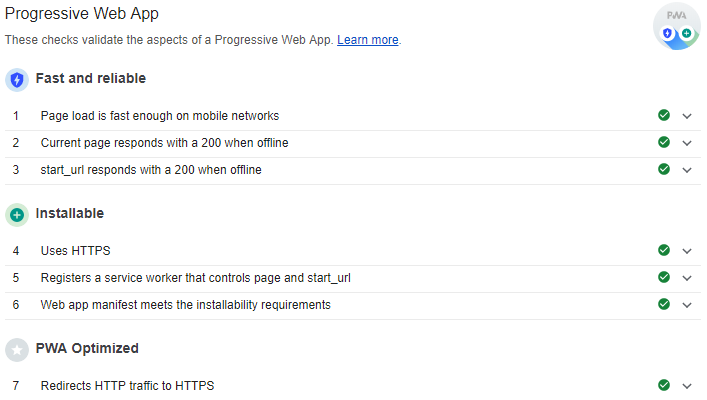 Progressive Web App
PWA
These checks validate the aspects of a Progressive Web App. Learn more.
Fast and reliable
1 Page load is fast enough on mobile networks
2 Current page responds with a 200 when offline
3 start_url responds with a 200 when offline
Installable
4 Uses HTTPS
5 Registers a service worker that controls page and start_url
6 Web app manifest meets the installability requirements
PWA Optimized
7 Redirects HTTP traffic to HTTPS